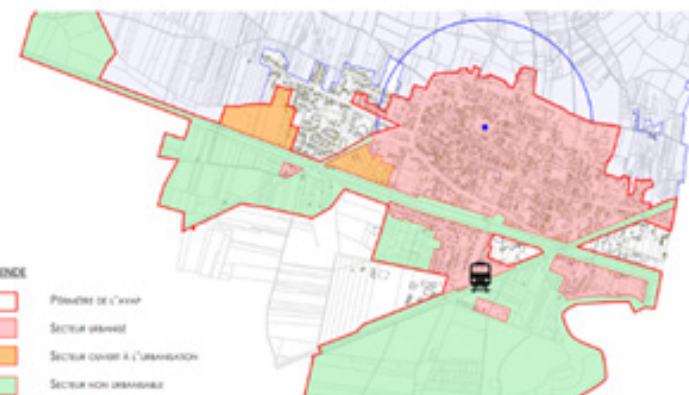 ENDE
PÉRIMÈTRE DE L'AVAP
SECTEUR URBANISÉ
SECTEUR OUVERT À L'URBANISATION
SECTEUR NON URBANISABLE